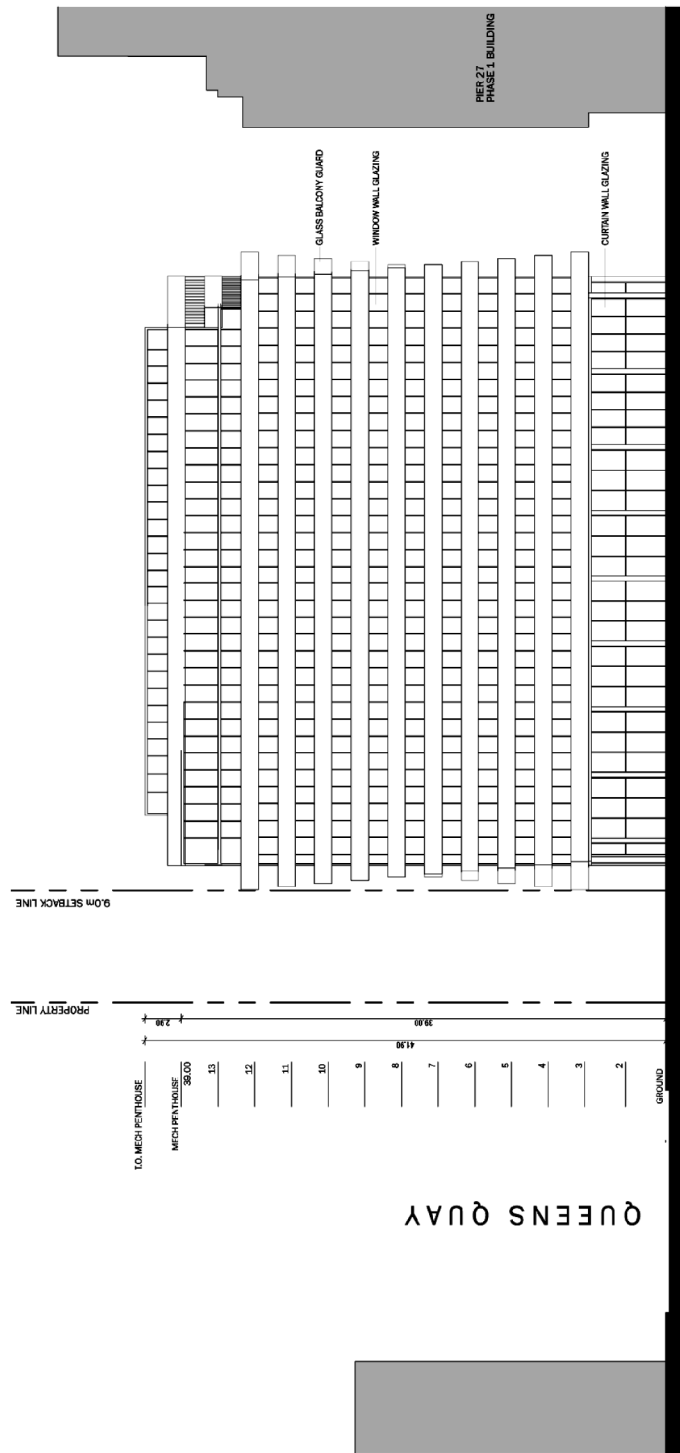 PIER 27
PHASE 1 BUILDING
GLASS BALCONY GUARD
WINDOW WALL GLAZING
CURTAIN WALL GLAZING
9.0m SETBACK LINE
PROPERTY LINE
2.90
39.00
41.90
T.O. MECH PENTHOUSE
MECH PENTHOUSE
39.00
13
12
11
10
9
8
7
6
5
4
3
2
GROUND
QUEENS QUAY